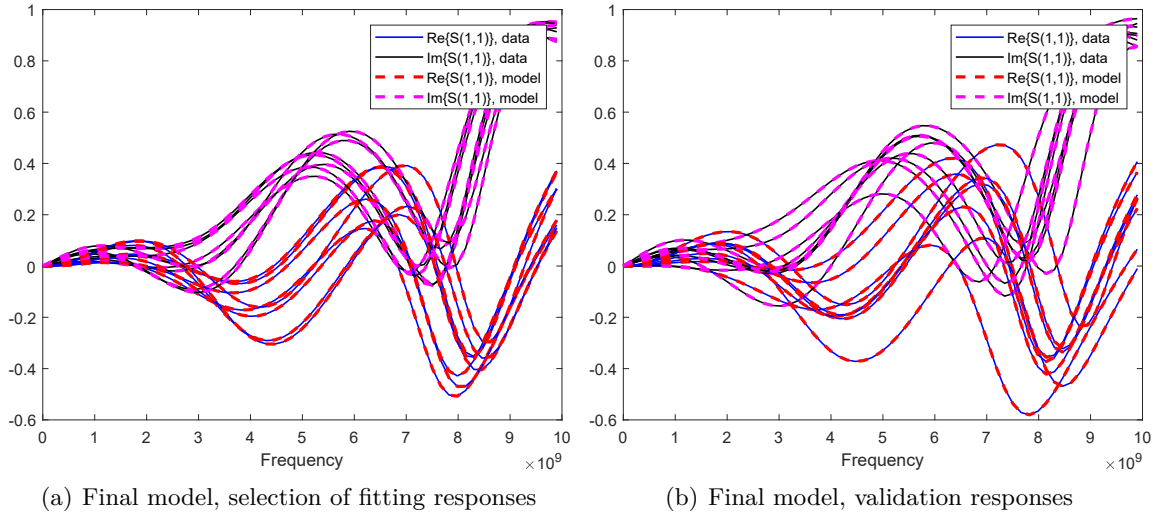 1
0.8
0.6
0.4
0.2
0
-0.2
-0.4
-0.6
0 1 2 3 4 5 6 7 8 9 10
Frequency
×10⁹
Re{S(1,1)}, data
Im{S(1,1)}, data
Re{S(1,1)}, model
Im{S(1,1)}, model
(a) Final model, selection of fitting responses
1
0.8
0.6
0.4
0.2
0
-0.2
-0.4
-0.6
0 1 2 3 4 5 6 7 8 9 10
Frequency
×10⁹
Re{S(1,1)}, data
Im{S(1,1)}, data
Re{S(1,1)}, model
Im{S(1,1)}, model
(b) Final model, validation responses